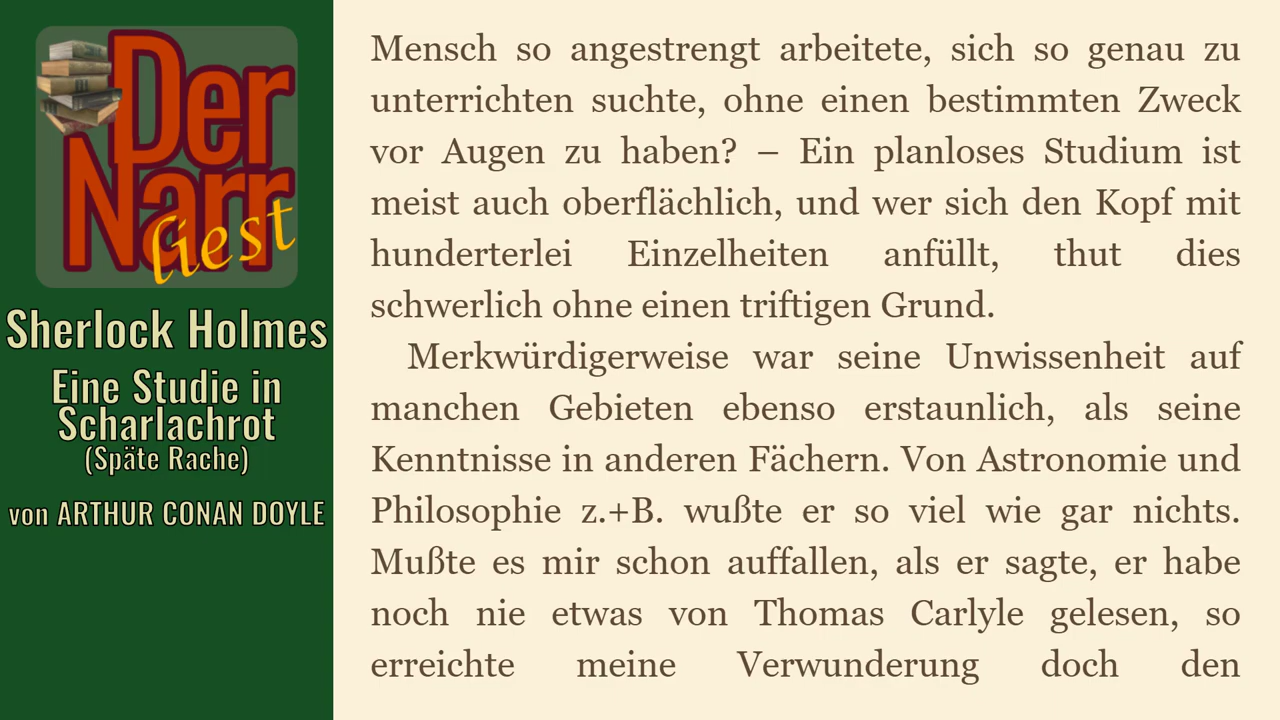 Der
Narr
liest
Sherlock Holmes
Eine Studie in
Scharlachrot
(Späte Rache)
von ARTHUR CONAN DOYLE
Mensch so angestrengt arbeitete, sich so genau zu
unterrichten suchte, ohne einen bestimmten Zweck
vor Augen zu haben? – Ein planloses Studium ist
meist auch oberflächlich, und wer sich den Kopf mit
hunderterlei Einzelheiten anfüllt, thut dies
schwerlich ohne einen triftigen Grund.
Merkwürdigerweise war seine Unwissenheit auf
manchen Gebieten ebenso erstaunlich, als seine
Kenntnisse in anderen Fächern. Von Astronomie und
Philosophie z.+B. wußte er so viel wie gar nichts.
Mußte es mir schon auffallen, als er sagte, er habe
noch nie etwas von Thomas Carlyle gelesen, so
erreichte meine Verwunderung doch den